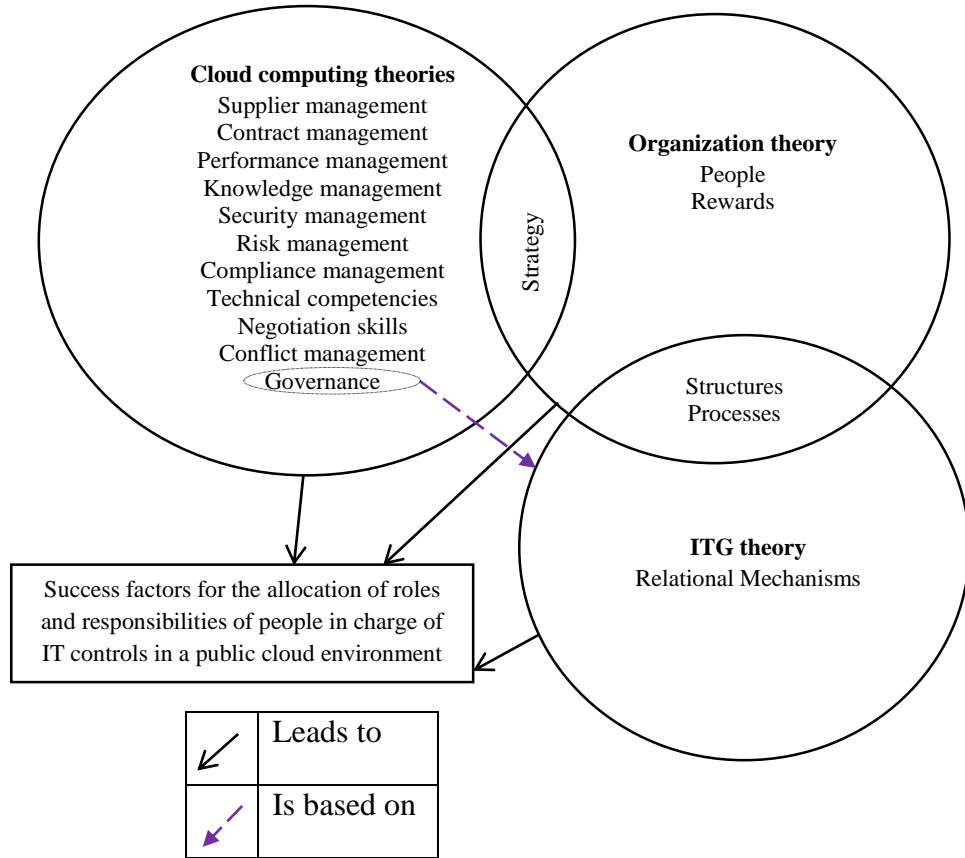 Cloud computing theories
Supplier management
Contract management
Performance management
Knowledge management
Security management
Risk management
Compliance management
Technical competencies
Negotiation skills
Conflict management
Governance
Strategy
Organization theory
People
Rewards
Structures
Processes
ITG theory
Relational Mechanisms
Success factors for the allocation of roles
and responsibilities of people in charge of
IT controls in a public cloud environment
Leads to
Is based on